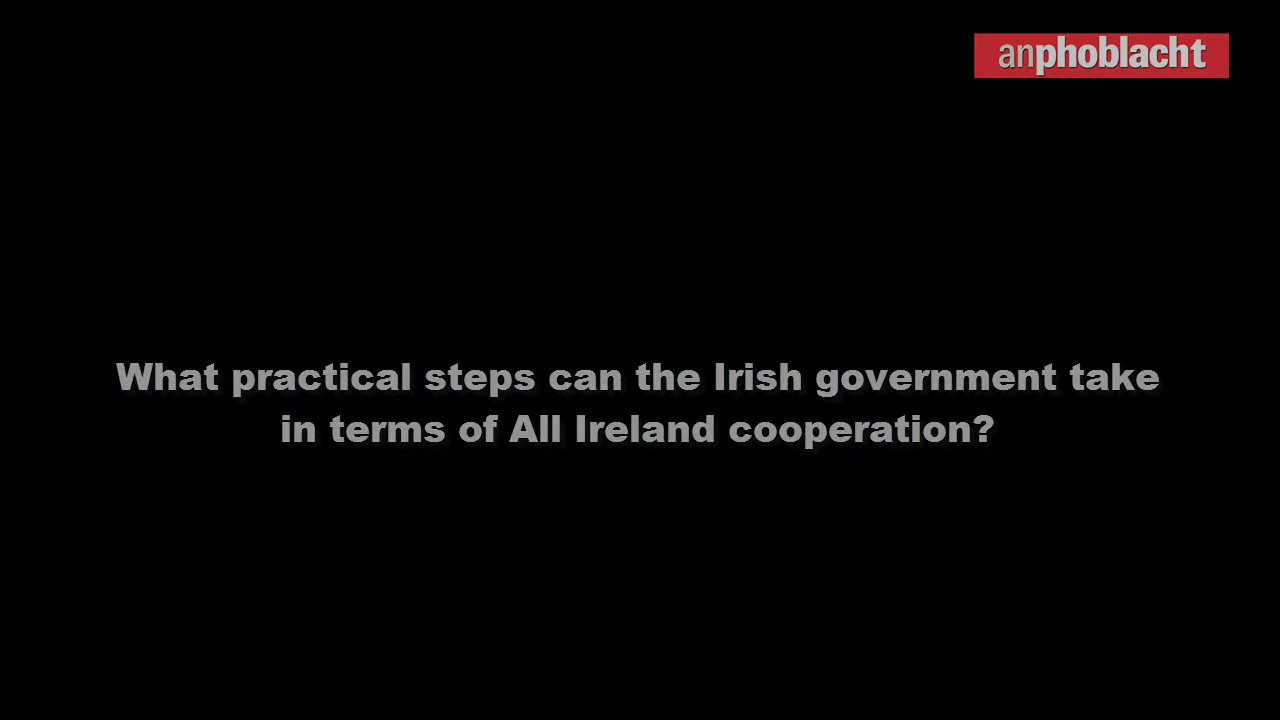 anphoblacht
What practical steps can the Irish government take
in terms of All Ireland cooperation?